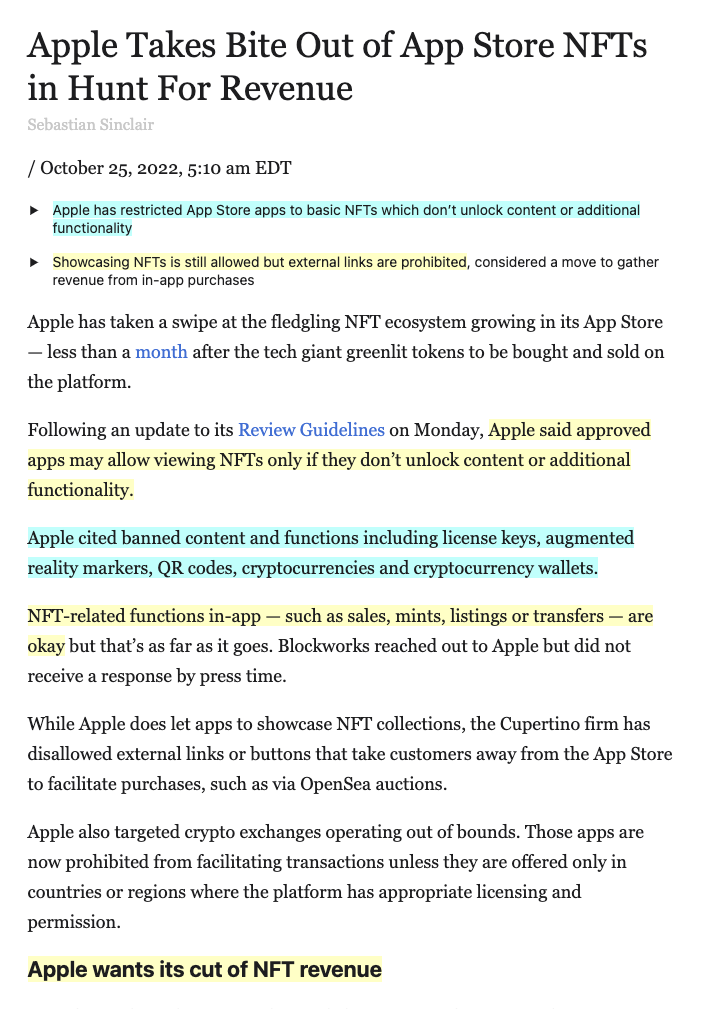 Apple Takes Bite Out of App Store NFTs
in Hunt For Revenue
Sebastian Sinclair
/ October 25, 2022, 5:10 am EDT
▶ Apple has restricted App Store apps to basic NFTs which don’t unlock content or additional
functionality
▶ Showcasing NFTs is still allowed but external links are prohibited, considered a move to gather
revenue from in-app purchases
Apple has taken a swipe at the fledgling NFT ecosystem growing in its App Store
— less than a month after the tech giant greenlit tokens to be bought and sold on
the platform.
Following an update to its Review Guidelines on Monday, Apple said approved
apps may allow viewing NFTs only if they don’t unlock content or additional
functionality.
Apple cited banned content and functions including license keys, augmented
reality markers, QR codes, cryptocurrencies and cryptocurrency wallets.
NFT-related functions in-app — such as sales, mints, listings or transfers — are
okay but that’s as far as it goes. Blockworks reached out to Apple but did not
receive a response by press time.
While Apple does let apps to showcase NFT collections, the Cupertino firm has
disallowed external links or buttons that take customers away from the App Store
to facilitate purchases, such as via OpenSea auctions.
Apple also targeted crypto exchanges operating out of bounds. Those apps are
now prohibited from facilitating transactions unless they are offered only in
countries or regions where the platform has appropriate licensing and
permission.
Apple wants its cut of NFT revenue